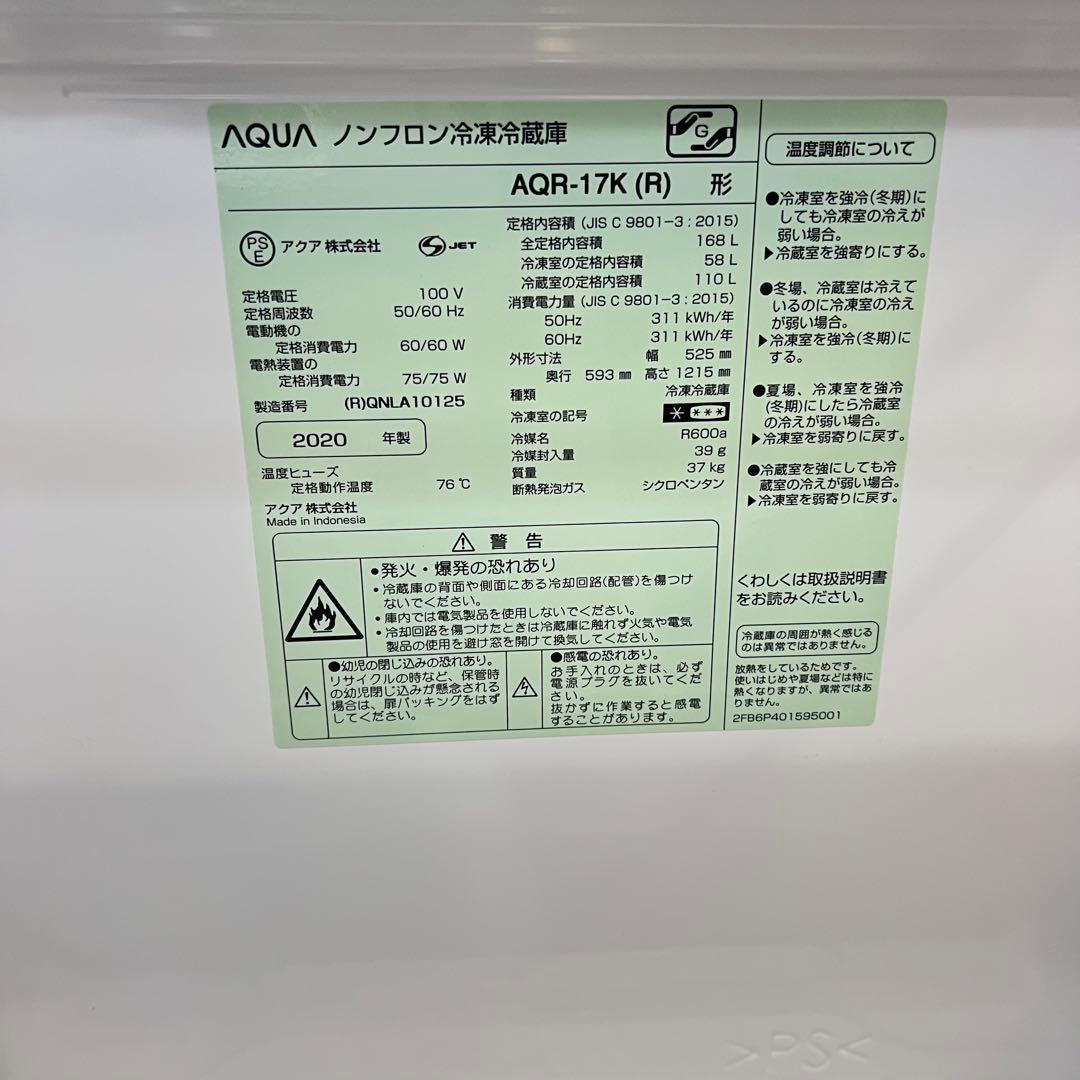 AQUA ノンフロン冷凍冷蔵庫
G
AQR-17K (R) 形
PS E アクア 株式会社
S JET
定格電圧 100 V
定格周波数 50/60 Hz
電動機の
定格消費電力 60/60 W
電熱装置の
定格消費電力 75/75 W
製造番号 (R)QNLA10125
2020 年製
温度ヒューズ
定格動作温度 76 ℃
アクア 株式会社
Made in Indonesia
定格内容積 (JIS C 9801-3 : 2015)
全定格内容積 168 L
冷凍室の定格内容積 58 L
冷蔵室の定格内容積 110 L
消費電力量 (JIS C 9801-3 : 2015)
50Hz 311 kWh/年
60Hz 311 kWh/年
外形寸法 幅 525 ㎜
奥行 593 ㎜ 高さ 1215 ㎜
種類 冷凍冷蔵庫
冷凍室の記号 * ***
冷媒名 R600a
冷媒封入量 39 g
質量 37 kg
断熱発泡ガス シクロペンタン
警 告
●発火・爆発の恐れあり
・冷蔵庫の背面や側面にある冷却回路(配管)を傷つけ
ないでください。
・庫内では電気製品を使用しないでください。
・冷却回路を傷つけたときは冷蔵庫に触れず火気や電気
製品の使用を避け窓を開けて換気してください。
●幼児の閉じ込みの恐れあり。
リサイクルの時など、保管時
の幼児閉じ込みが懸念される
場合は、扉パッキングをはず
してください。
●感電の恐れあり。
お手入れのときは、必ず
電源プラグを抜いてくだ
さい。
抜かずに作業すると感電
することがあります。
温度調節について
●冷凍室を強冷(冬期)に
しても冷凍室の冷えが
弱い場合。
▶冷蔵室を強寄りにする。
●冬場、冷蔵室は冷えて
いるのに冷凍室の冷え
が弱い場合。
▶冷凍室を強冷(冬期)に
する。
●夏場、冷凍室を強冷
(冬期)にしたら冷蔵室
の冷えが弱い場合。
▶冷凍室を弱寄りに戻す。
●冷蔵室を強にしても冷
蔵室の冷えが弱い場合。
▶冷凍室を弱寄りに戻す。
くわしくは取扱説明書
をお読みください。
冷蔵庫の周囲が熱く感じる
のは異常ではありません。
放熱をしているためです。
使いはじめや夏場などは特に
熱くなりますが、異常ではあ
りません。
2FB6P401595001
>PS<